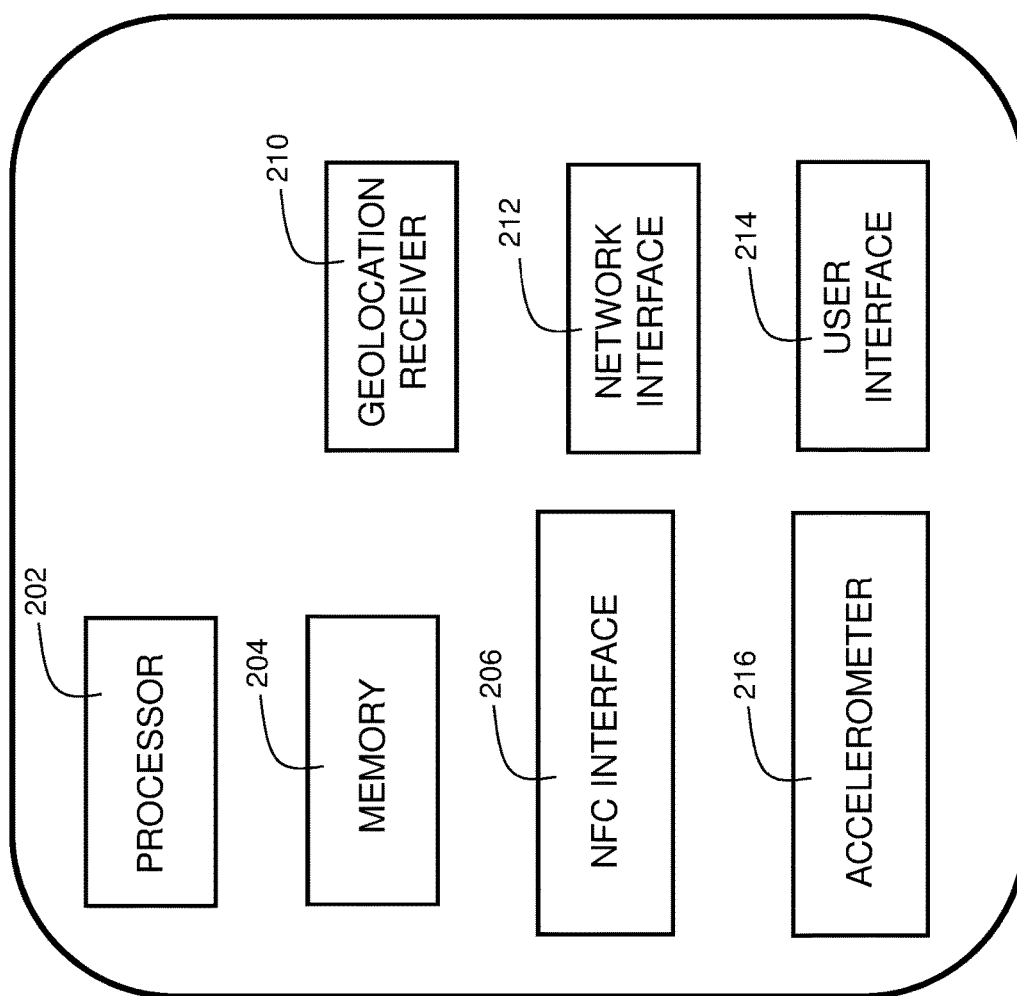 202
PROCESSOR
204
MEMORY
206
NFC INTERFACE
216
ACCELEROMETER
210
GEOLOCATION
RECEIVER
212
NETWORK
INTERFACE
214
USER
INTERFACE